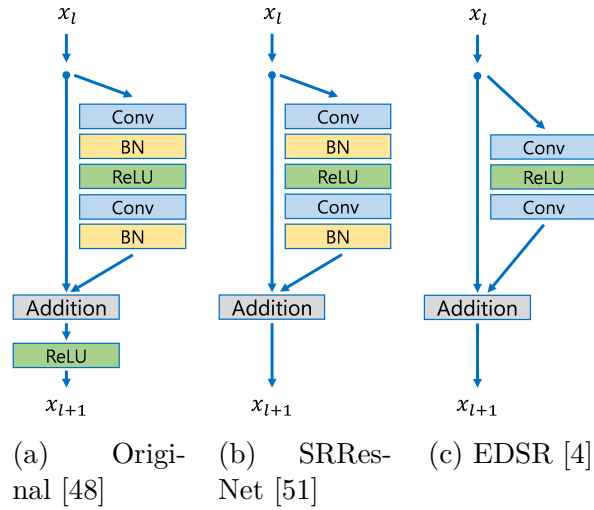 x_l
Conv
BN
ReLU
Conv
BN
Addition
ReLU
x_{l+1}
(a) Origi-
nal [48]
x_l
Conv
BN
ReLU
Conv
BN
Addition
x_{l+1}
(b) SRRes-
Net [51]
x_l
Conv
ReLU
Conv
Addition
x_{l+1}
(c) EDSR [4]